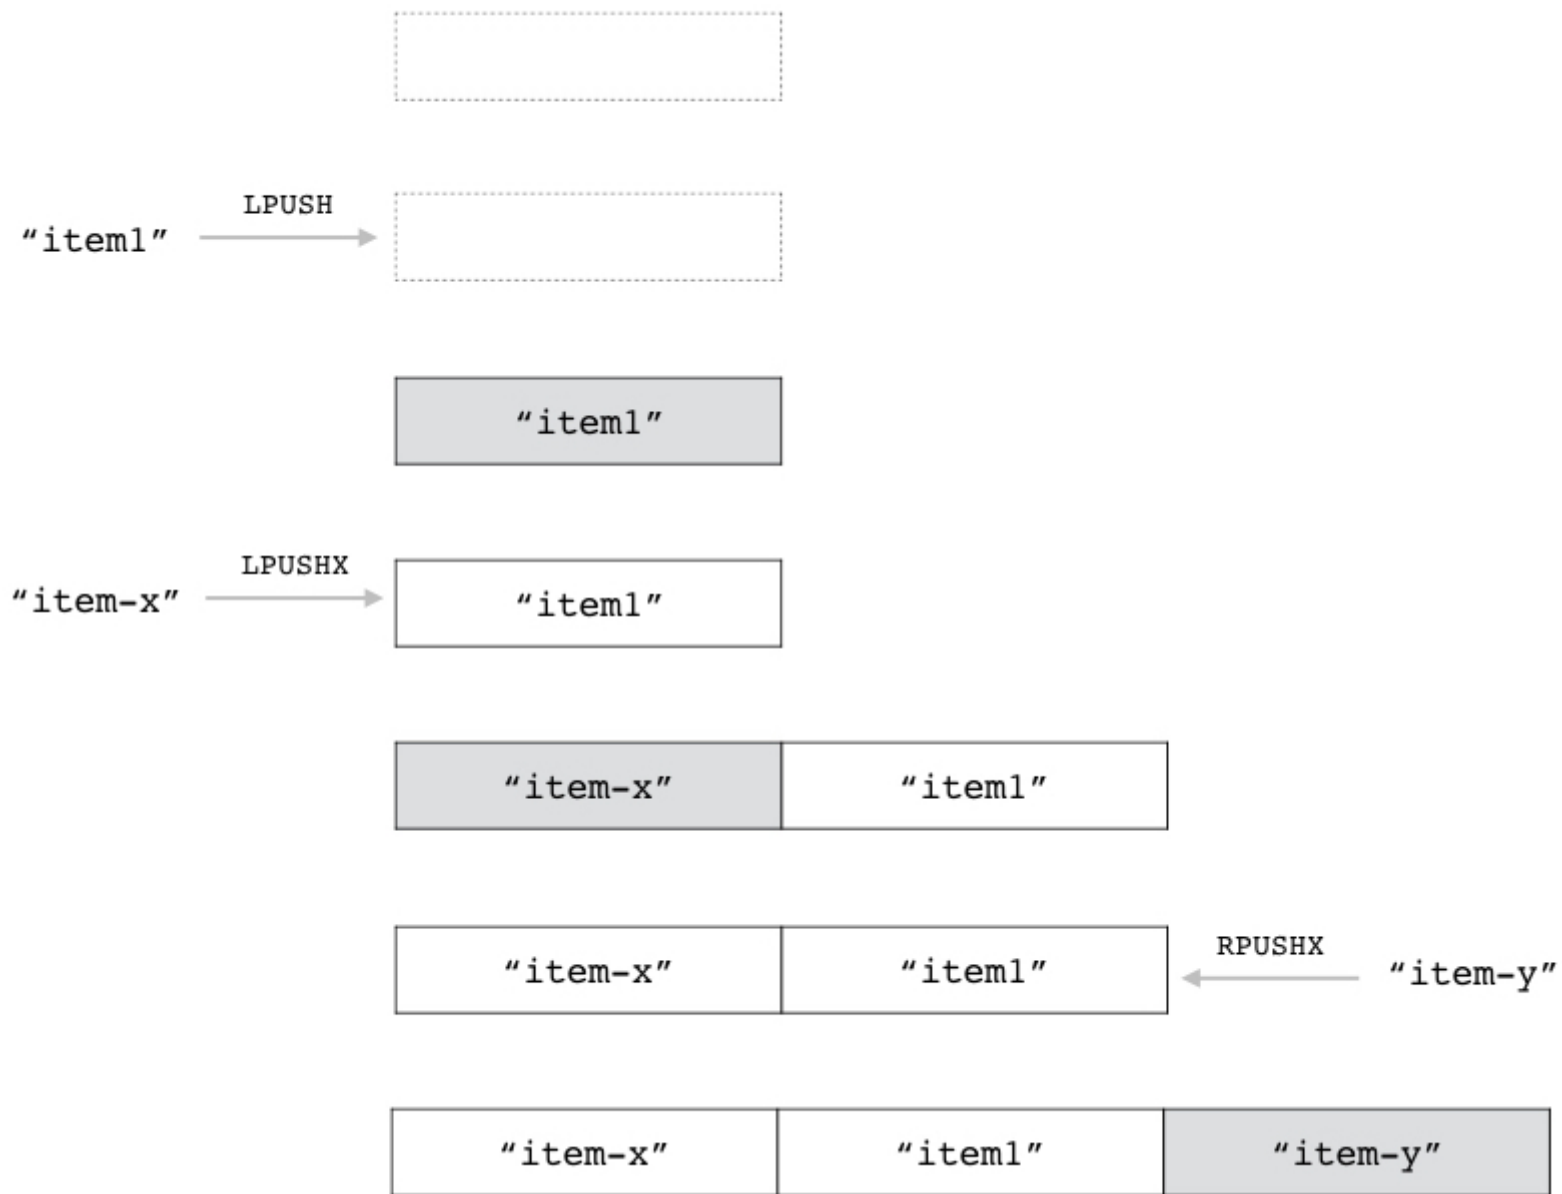 LPUSH
“item1”
“item1”
LPUSHX
“item-x” “item1”
“item-x” “item1”
RPUSHX
“item-x” “item1” “item-y”
“item-x” “item1” “item-y”